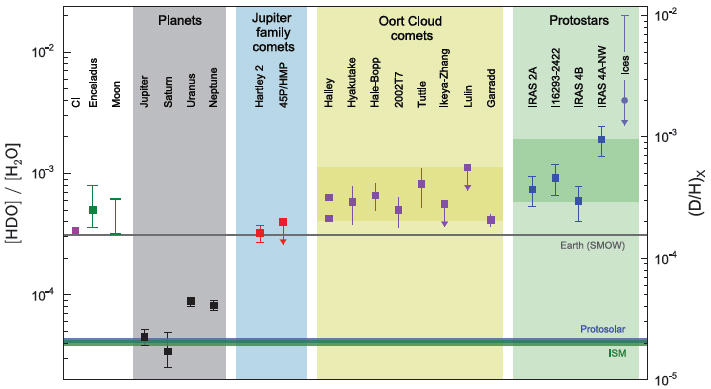 Planets
Jupiter
family
comets
Oort Cloud
comets
Protostars
10⁻²
10⁻³
10⁻⁴
[HDO] / [H₂O]
CI
Enceladus
Moon
Jupiter
Saturn
Uranus
Neptune
Hartley 2
45P/HMP
Halley
Hyakutake
Hale-Bopp
2002T7
Tuttle
Ikeya-Zhang
Lulin
Garradd
IRAS 2A
I16293-2422
IRAS 4B
IRAS 4A-NW
Ices
Earth (SMOW)
Protosolar
ISM
10⁻²
10⁻³
10⁻⁴
10⁻⁵
(D/H)ₓ